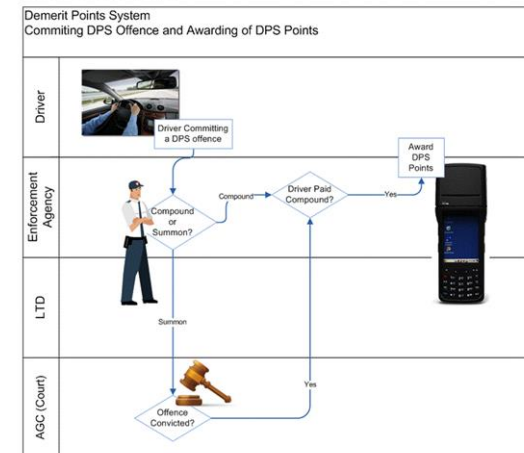 Demerit Points System
Commiting DPS Offence and Awarding of DPS Points
Driver
Driver Committing
a DPS offence
Award
DPS
Points
Enforcement
Agency
Compound
or
Summon?
Compound
Driver Paid
Compound?
Yes
LTD
Summon
AGC (Court)
Offence
Convicted?
Yes